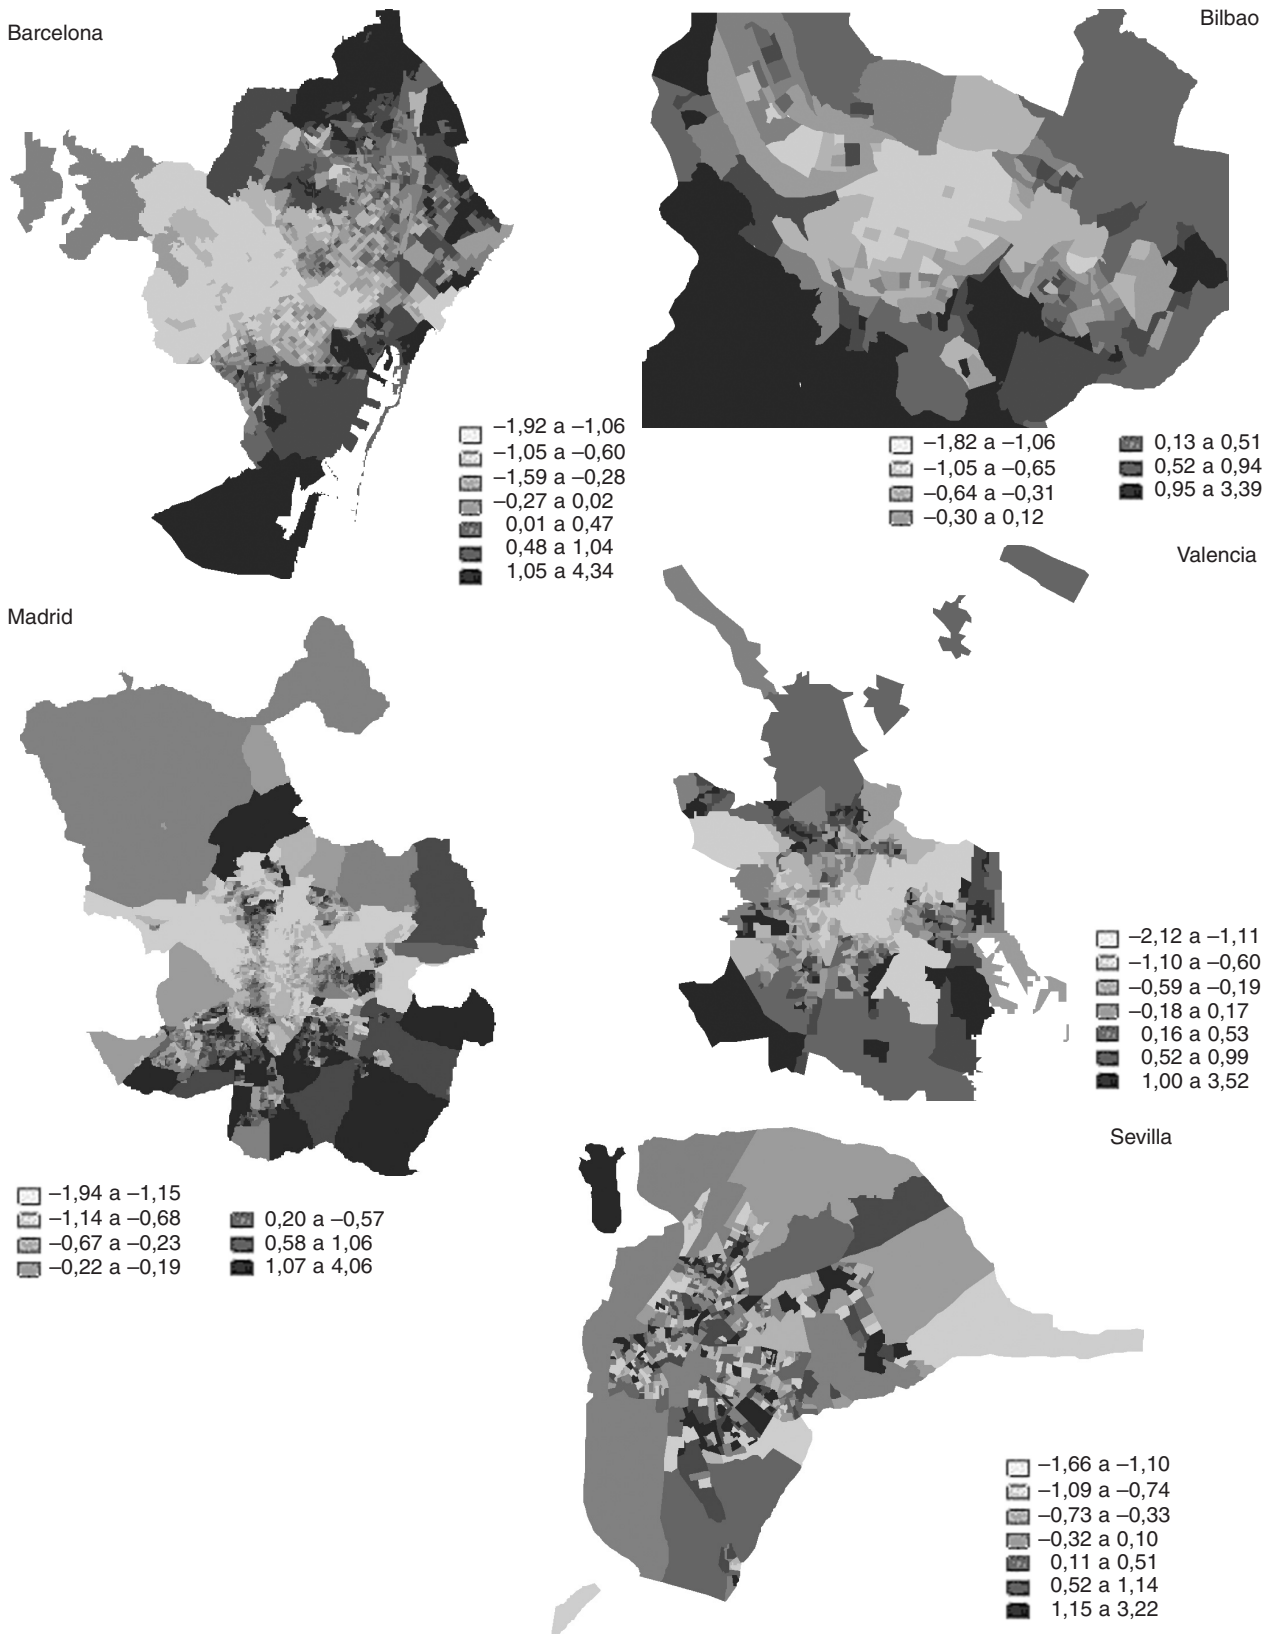 Barcelona
–1,92 a –1,06
–1,05 a –0,60
–1,59 a –0,28
–0,27 a 0,02
0,01 a 0,47
0,48 a 1,04
1,05 a 4,34
Bilbao
–1,82 a –1,06
–1,05 a –0,65
–0,64 a –0,31
–0,30 a 0,12
0,13 a 0,51
0,52 a 0,94
0,95 a 3,39
Madrid
–1,94 a –1,15
–1,14 a –0,68
–0,67 a –0,23
–0,22 a –0,19
0,20 a –0,57
0,58 a 1,06
1,07 a 4,06
Valencia
–2,12 a –1,11
–1,10 a –0,60
–0,59 a –0,19
–0,18 a 0,17
0,16 a 0,53
0,52 a 0,99
1,00 a 3,52
Sevilla
–1,66 a –1,10
–1,09 a –0,74
–0,73 a –0,33
–0,32 a 0,10
0,11 a 0,51
0,52 a 1,14
1,15 a 3,22